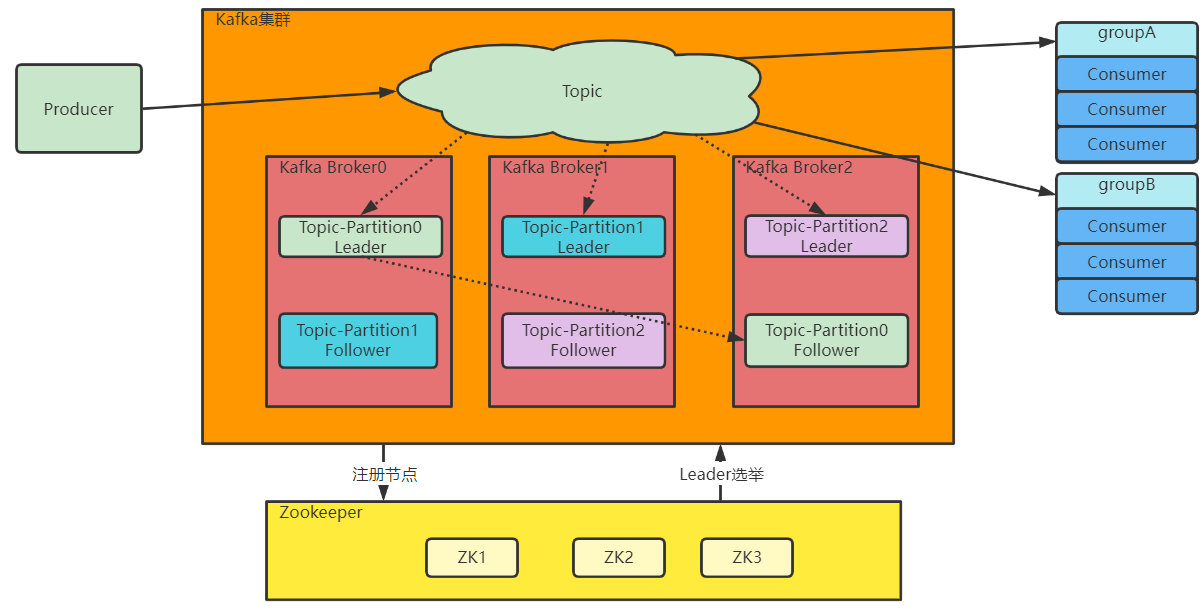 Kafka集群
Producer
Topic
groupA
Consumer
Consumer
Consumer
groupB
Consumer
Consumer
Consumer
Kafka Broker0
Topic-Partition0
Leader
Topic-Partition1
Follower
Kafka Broker1
Topic-Partition1
Leader
Topic-Partition2
Follower
Kafka Broker2
Topic-Partition2
Leader
Topic-Partition0
Follower
注册节点
Leader选举
Zookeeper
ZK1
ZK2
ZK3